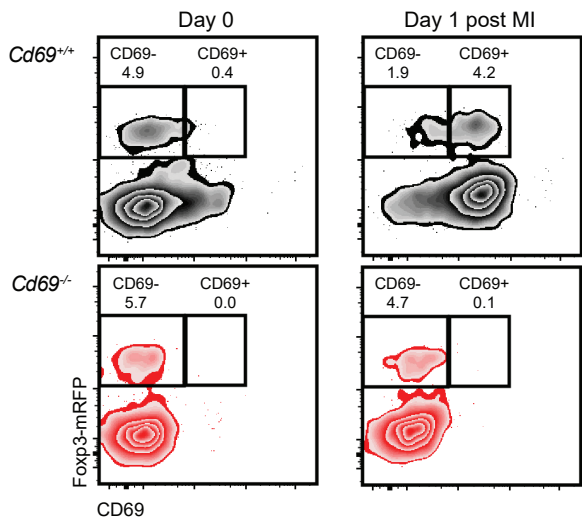 Day 0
Day 1 post MI
Cd69+/+
CD69-
4.9
CD69+
0.4
CD69-
1.9
CD69+
4.2
Cd69-/-
CD69-
5.7
CD69+
0.0
CD69-
4.7
CD69+
0.1
Foxp3-mRFP
CD69